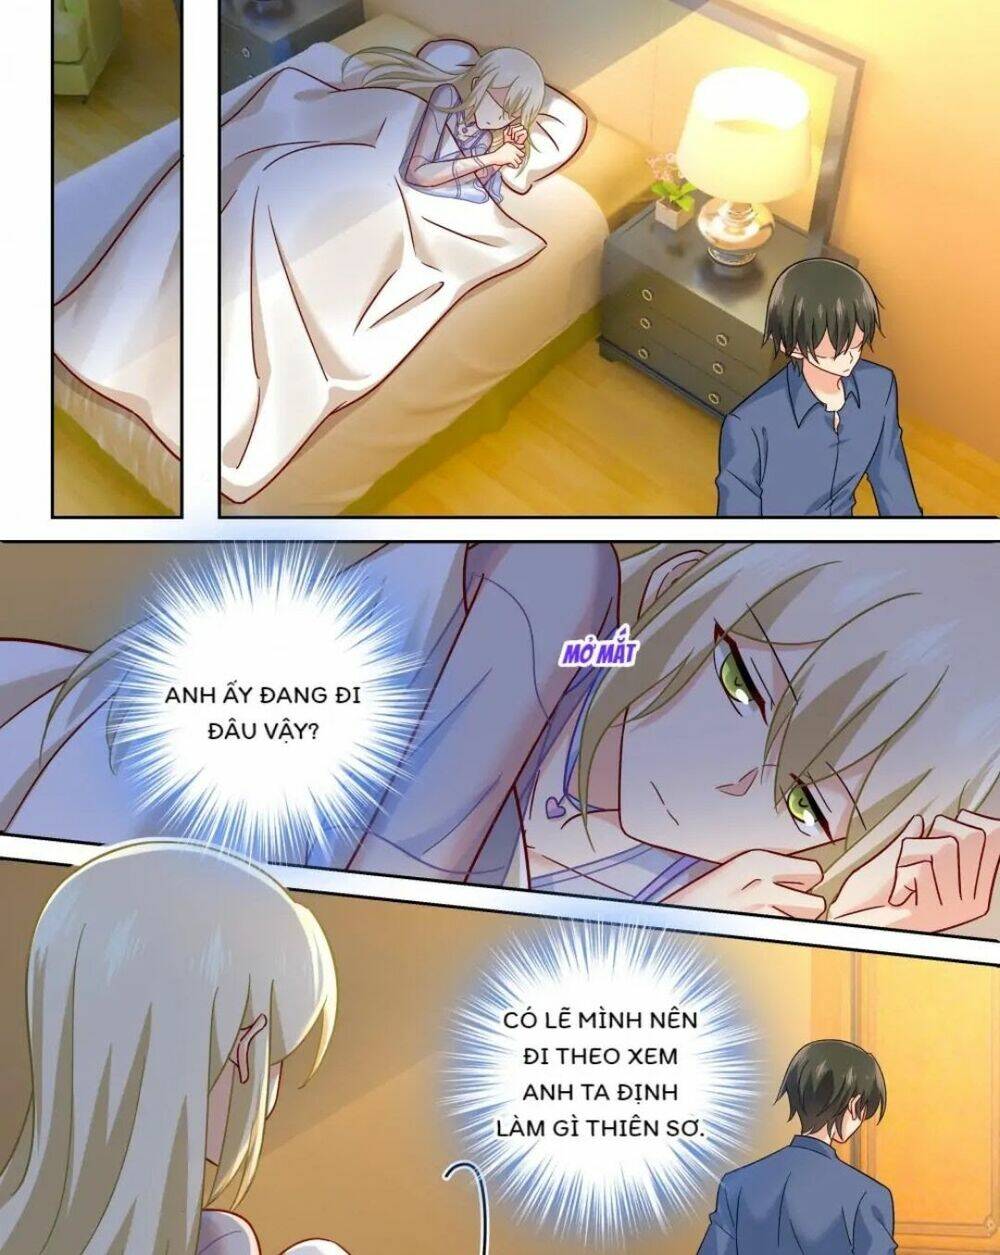 MỞ MẮT
ANH ẤY ĐANG ĐI
ĐÂU VẬY?
CÓ LẼ MÌNH NÊN
ĐI THEO XEM
ANH TA ĐỊNH
LÀM GÌ THIÊN SƠ.